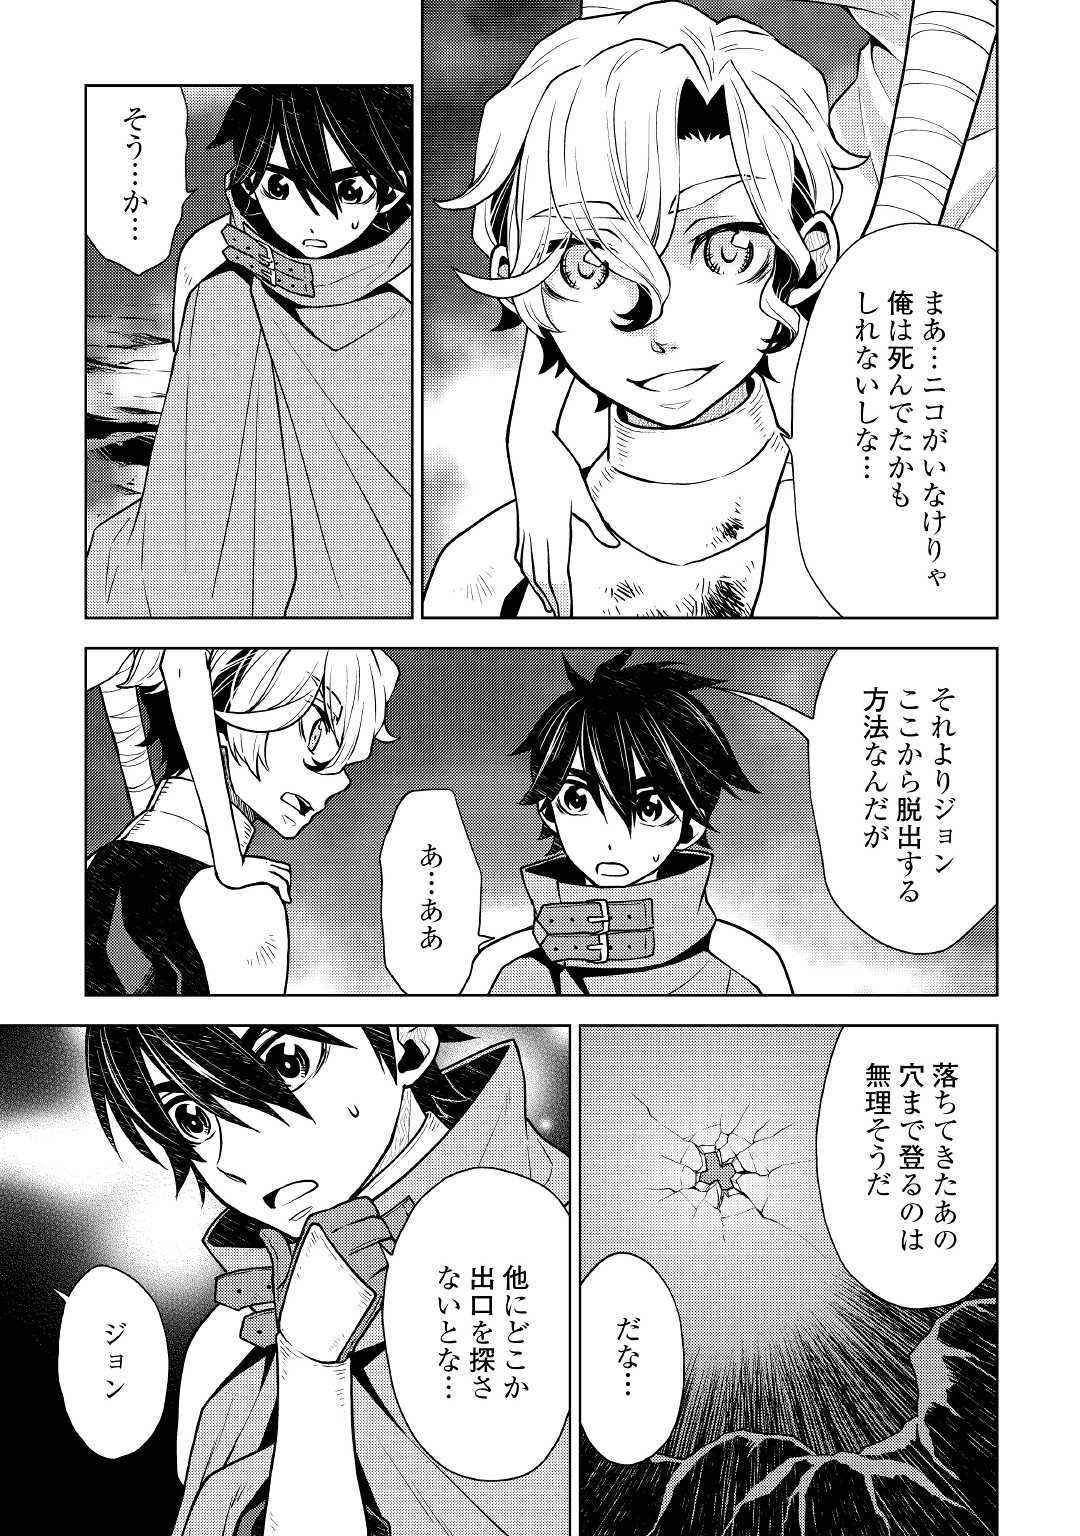 まあ…ニコがいなけりゃ
俺は死んでたかも
しれないしな…
そう…か…
それよりジョン
ここから脱出する
方法なんだが
あ…ああ
落ちてきたあの
穴まで登るのは
無理そうだ
だな…
他にどこか
出口を探さ
ないとな…
ジョン